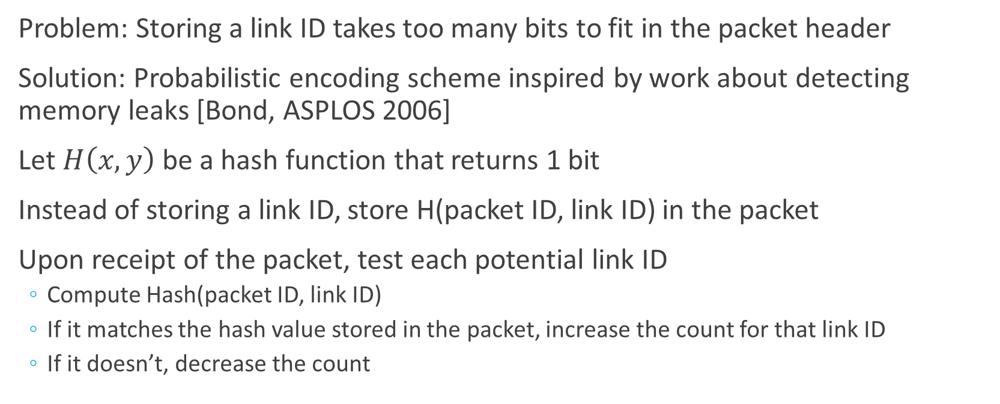 Problem: Storing a link ID takes too many bits to fit in the packet header
Solution: Probabilistic encoding scheme inspired by work about detecting
memory leaks [Bond, ASPLOS 2006]
Let H(x, y) be a hash function that returns 1 bit
Instead of storing a link ID, store H(packet ID, link ID) in the packet
Upon receipt of the packet, test each potential link ID
◦ Compute Hash(packet ID, link ID)
◦ If it matches the hash value stored in the packet, increase the count for that link ID
◦ If it doesn’t, decrease the count